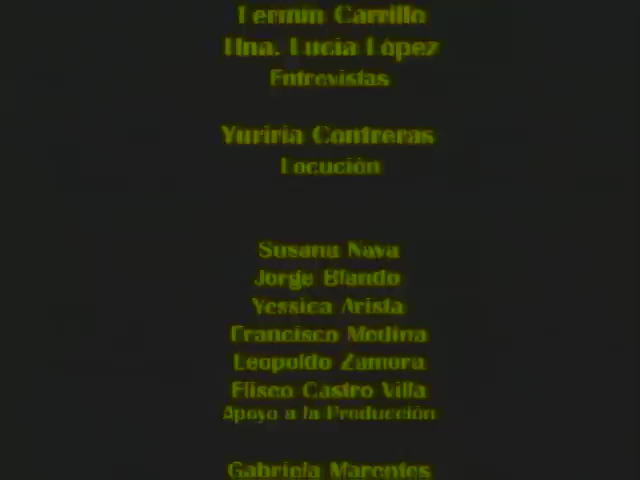 Fermín Carrillo
Hna. Lucia López
Entrevistas
Yuriria Contreras
Locución
Susana Nava
Jorge Blando
Yessica Arista
Francisco Medina
Leopoldo Zamora
Eliseo Castro Villa
Apoyo a la Producción
Gabriela Marentes